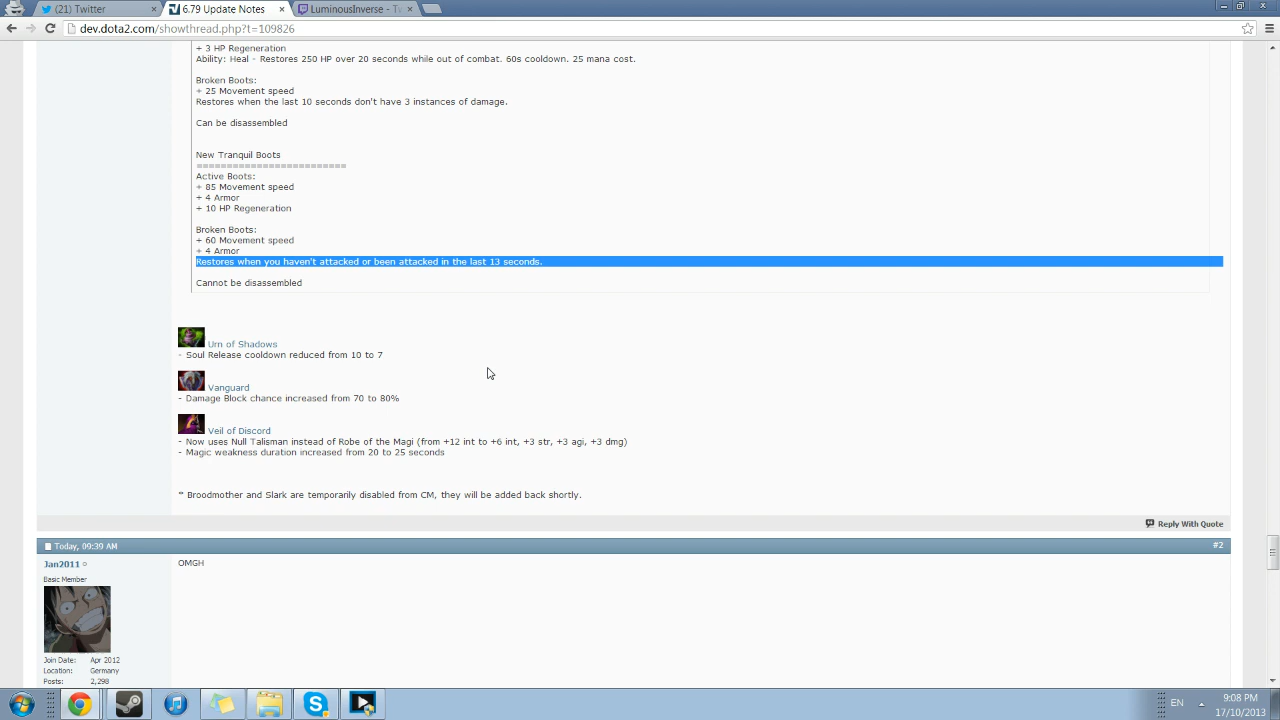 (21) Twitter
6.79 Update Notes
LuminousInverse - Tw
dev.dota2.com/showthread.php?t=109826
+ 3 HP Regeneration
Ability: Heal - Restores 250 HP over 20 seconds while out of combat. 60s cooldown. 25 mana cost.
Broken Boots:
+ 25 Movement speed
Restores when the last 10 seconds don't have 3 instances of damage.
Can be disassembled
New Tranquil Boots
=========================
Active Boots:
+ 85 Movement speed
+ 4 Armor
+ 10 HP Regeneration
Broken Boots:
+ 60 Movement speed
+ 4 Armor
Restores when you haven't attacked or been attacked in the last 13 seconds.
Cannot be disassembled
Urn of Shadows
- Soul Release cooldown reduced from 10 to 7
Vanguard
- Damage Block chance increased from 70 to 80%
Veil of Discord
- Now uses Null Talisman instead of Robe of the Magi (from +12 int to +6 int, +3 str, +3 agi, +3 dmg)
- Magic weakness duration increased from 20 to 25 seconds
* Broodmother and Slark are temporarily disabled from CM, they will be added back shortly.
Reply With Quote
Today, 09:39 AM
#2
Jan2011
OMGH
Basic Member
Join Date: Apr 2012
Location: Germany
Posts: 2,298
EN
9:08 PM
17/10/2013